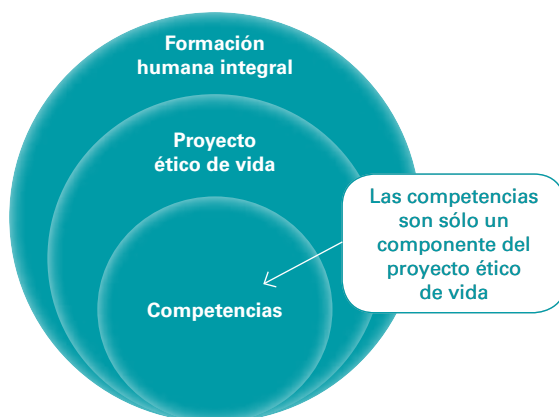 Formación
humana integral
Proyecto
ético de vida
Las competencias
son sólo un
componente del
proyecto ético
de vida
Competencias